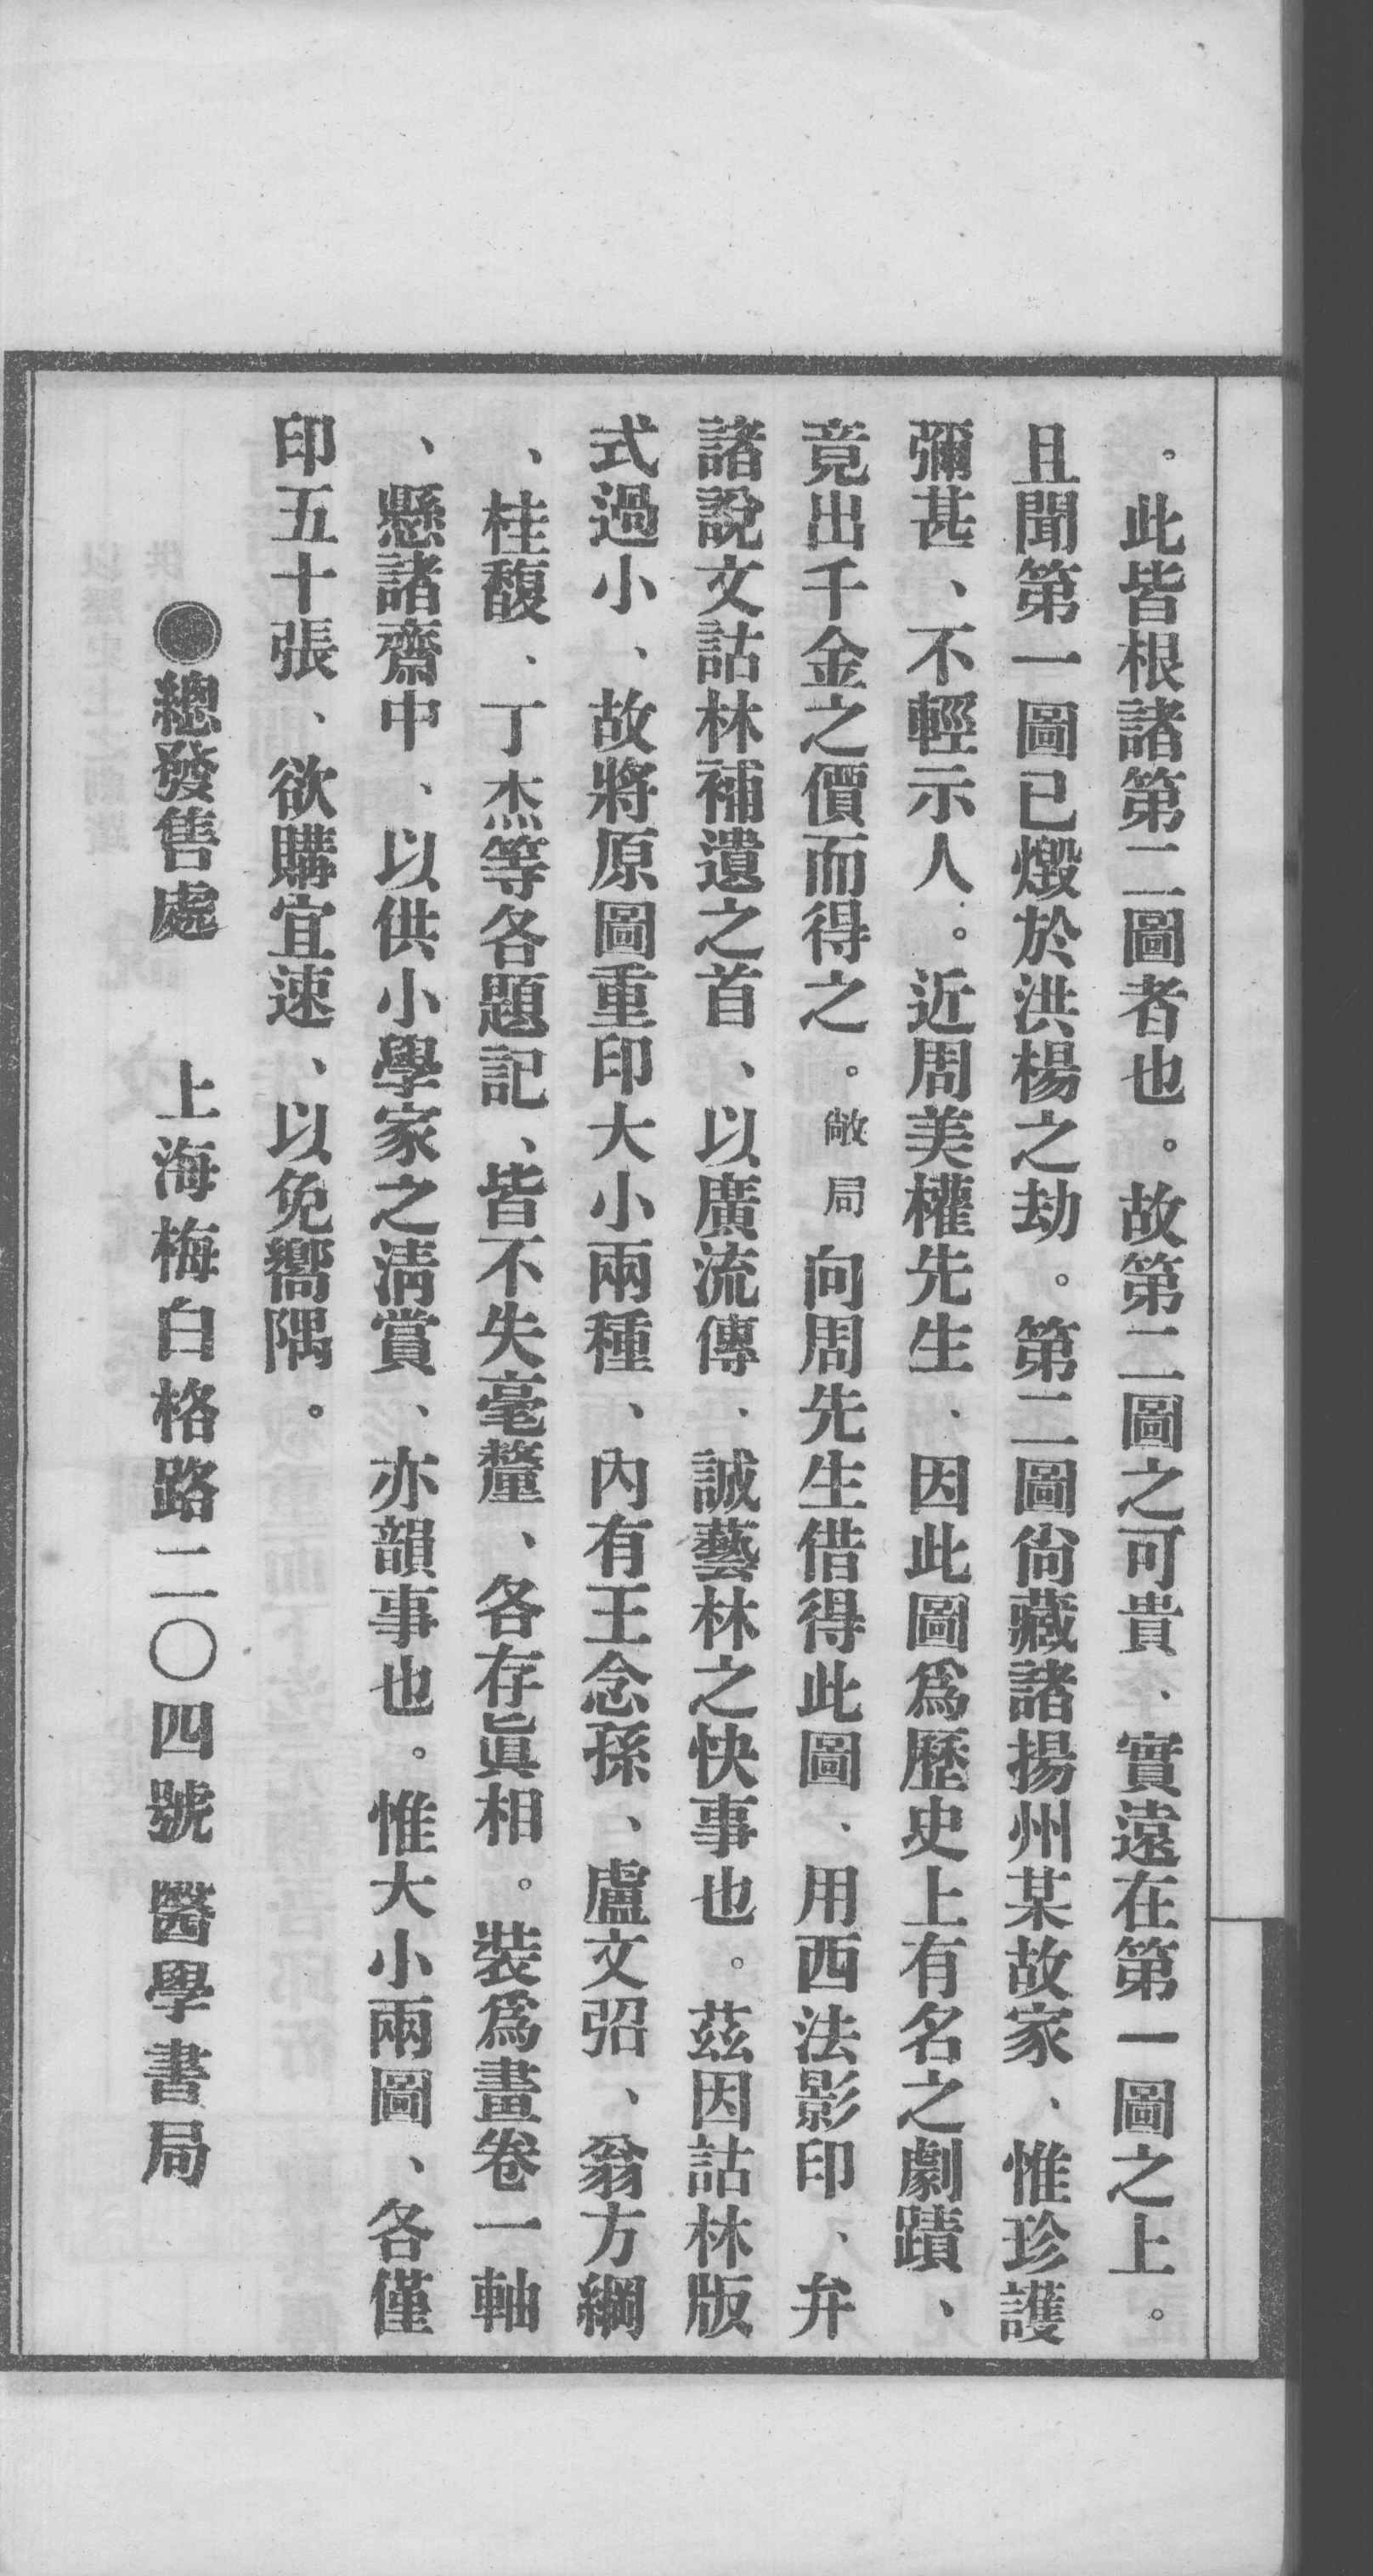 。此皆根諸第二圖者也。故第二圖之可貴、實遠在第一圖之上。
且聞第一圖已燬於洪楊之劫。第二圖尙藏諸揚州某故家、惟珍護
彌甚、不輕示人。近周美權先生、因此圖爲歷史上有名之劇蹟、
竟出千金之價而得之。敝局向周先生借得此圖、用西法影印、弁
諸說文詁林補遺之首、以廣流傳、誠藝林之快事也。茲因詁林版
式過小、故將原圖重印大小兩種、內有王念孫、盧文弨、翁方綱
、桂馥、丁杰等各題記、皆不失毫釐、各存眞相。裝爲畫卷一軸
、懸諸齋中、以供小學家之清賞、亦韻事也。惟大小兩圖、各僅
印五十張、欲購宜速、以免嚮隅。
●總發售處　上海梅白格路二〇四號醫學書局